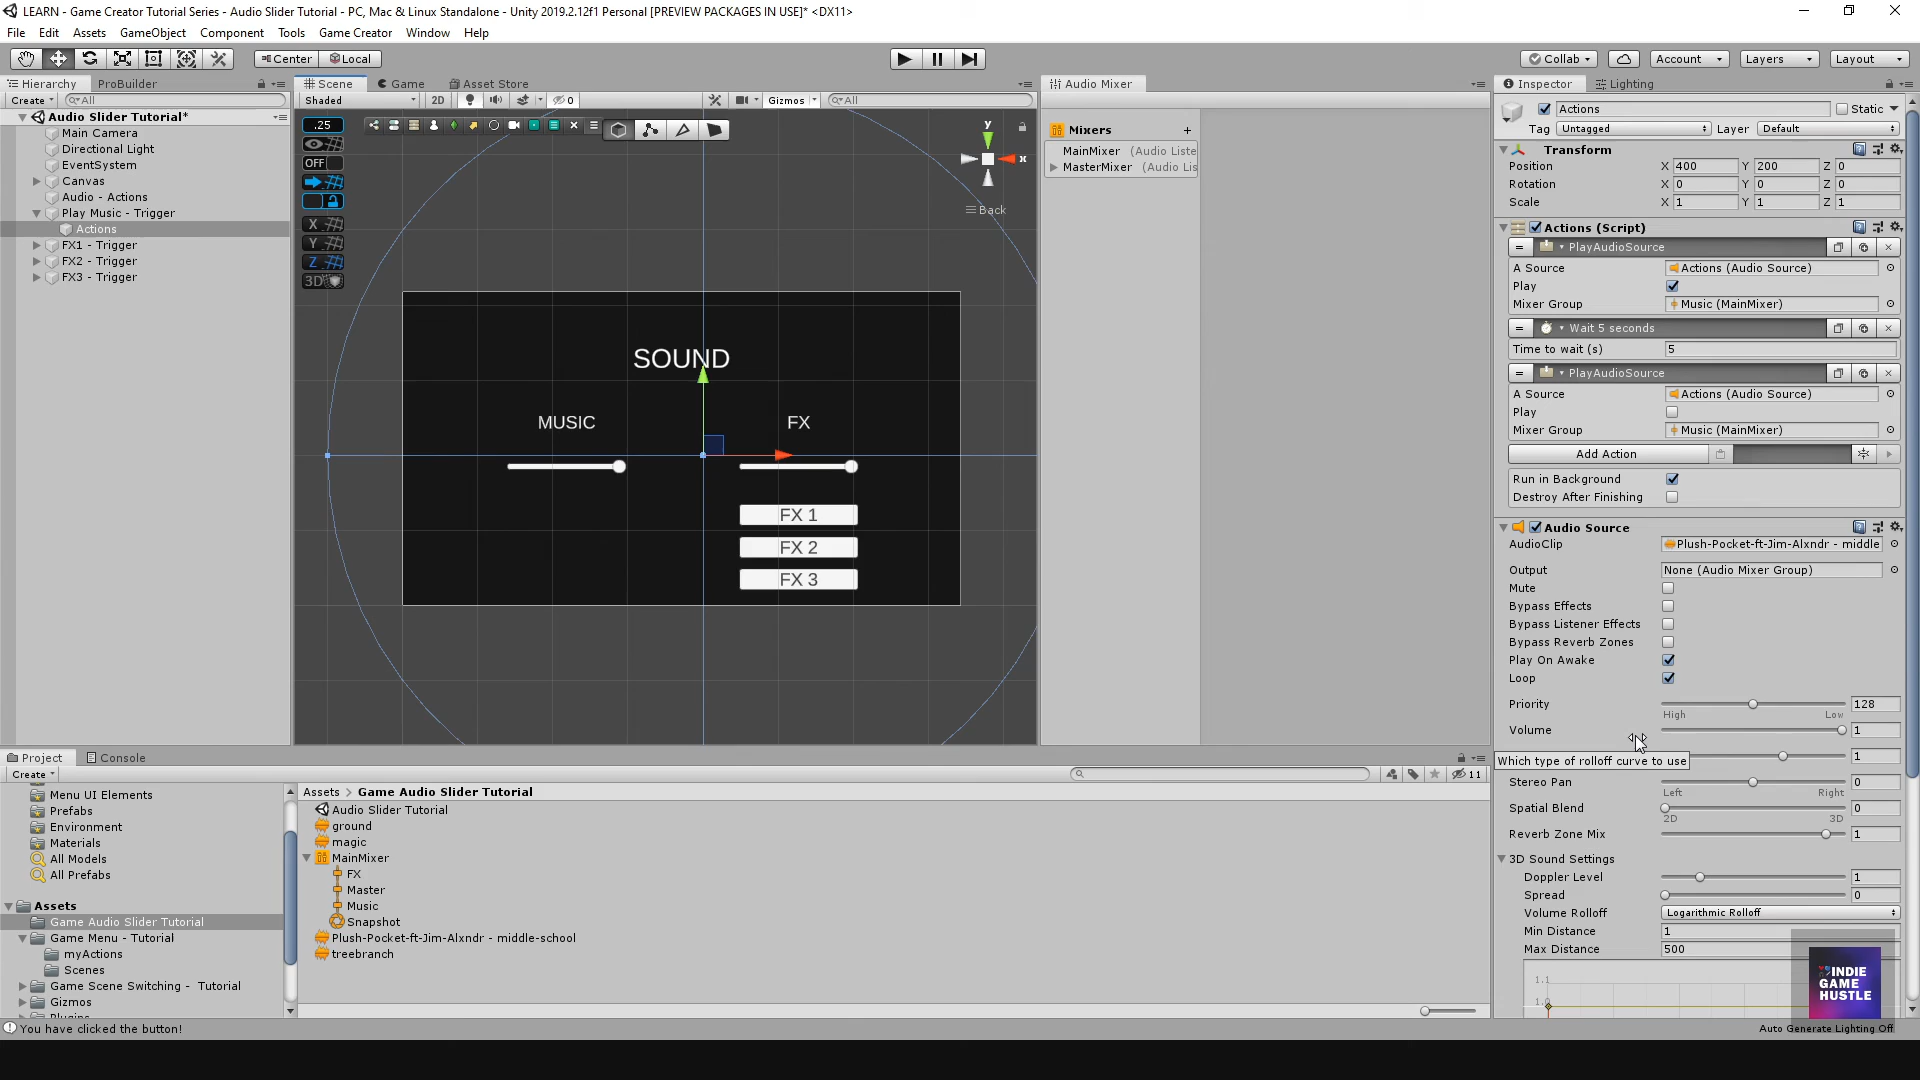 LEARN - Game Creator Tutorial Series - Audio Slider Tutorial - PC, Mac & Linux Standalone - Unity 2019.2.12f1 Personal [PREVIEW PACKAGES IN USE]* <DX11>
File Edit Assets GameObject Component Tools Game Creator Window Help
Center Local Collab Account Layers Layout
Hierarchy ProBuilder
Create All
Audio Slider Tutorial*
Main Camera
Directional Light
EventSystem
Canvas
Audio - Actions
Play Music - Trigger
Actions
FX1 - Trigger
FX2 - Trigger
FX3 - Trigger
Scene Game Asset Store
Shaded 2D 0 Gizmos All
.25
OFF
X
Y
Z
3D
y
x
Back
SOUND
MUSIC FX
FX 1
FX 2
FX 3
Audio Mixer
Mixers +
MainMixer (Audio Liste
MasterMixer (Audio Lis
Inspector Lighting
Actions Static
Tag Untagged Layer Default
Transform
Position X 400 Y 200 Z 0
Rotation X 0 Y 0 Z 0
Scale X 1 Y 1 Z 1
Actions (Script)
PlayAudioSource
A Source Actions (Audio Source)
Play
Mixer Group Music (MainMixer)
Wait 5 seconds
Time to wait (s) 5
PlayAudioSource
A Source Actions (Audio Source)
Play
Mixer Group Music (MainMixer)
Add Action
Run in Background
Destroy After Finishing
Audio Source
AudioClip Plush-Pocket-ft-Jim-Alxndr - middle
Output None (Audio Mixer Group)
Mute
Bypass Effects
Bypass Listener Effects
Bypass Reverb Zones
Play On Awake
Loop
Priority 128
High Low
Volume 1
Which type of rolloff curve to use 1
Stereo Pan 0
Left Right
Spatial Blend 0
2D 3D
Reverb Zone Mix 1
3D Sound Settings
Doppler Level 1
Spread 0
Volume Rolloff Logarithmic Rolloff
Min Distance 1
Max Distance 500
1.1
1.0
INDIE
GAME
HUSTLE
Project Console
Create 11
Menu UI Elements
Prefabs
Environment
Materials
All Models
All Prefabs
Assets
Game Audio Slider Tutorial
Game Menu - Tutorial
myActions
Scenes
Game Scene Switching - Tutorial
Gizmos
Plugins
Assets > Game Audio Slider Tutorial
Audio Slider Tutorial
ground
magic
MainMixer
FX
Master
Music
Snapshot
Plush-Pocket-ft-Jim-Alxndr - middle-school
treebranch
You have clicked the button!
Auto Generate Lighting Off